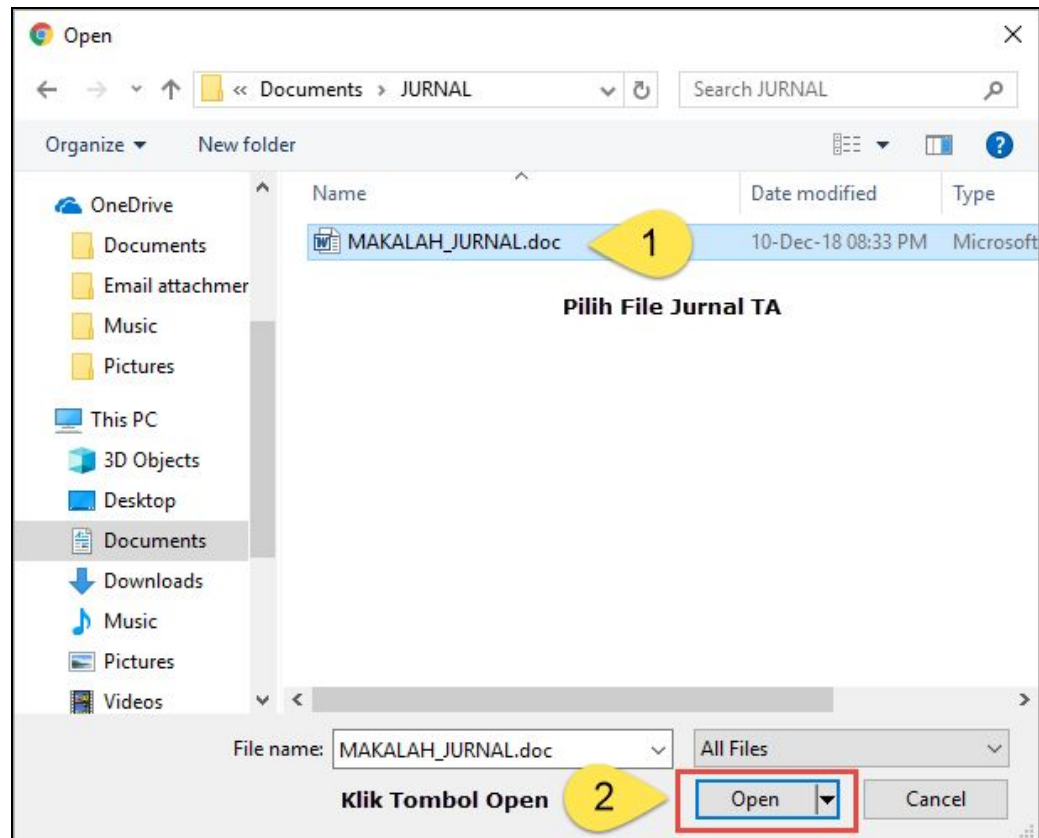 Open
« Documents › JURNAL
Search JURNAL
Organize
New folder
Name
Date modified
Type
OneDrive
Documents
Email attachmer
Music
Pictures
This PC
3D Objects
Desktop
Documents
Downloads
Music
Pictures
Videos
MAKALAH_JURNAL.doc
1
10-Dec-18 08:33 PM
Microsoft
Pilih File Jurnal TA
File name: MAKALAH_JURNAL.doc
All Files
Klik Tombol Open
2
Open
Cancel